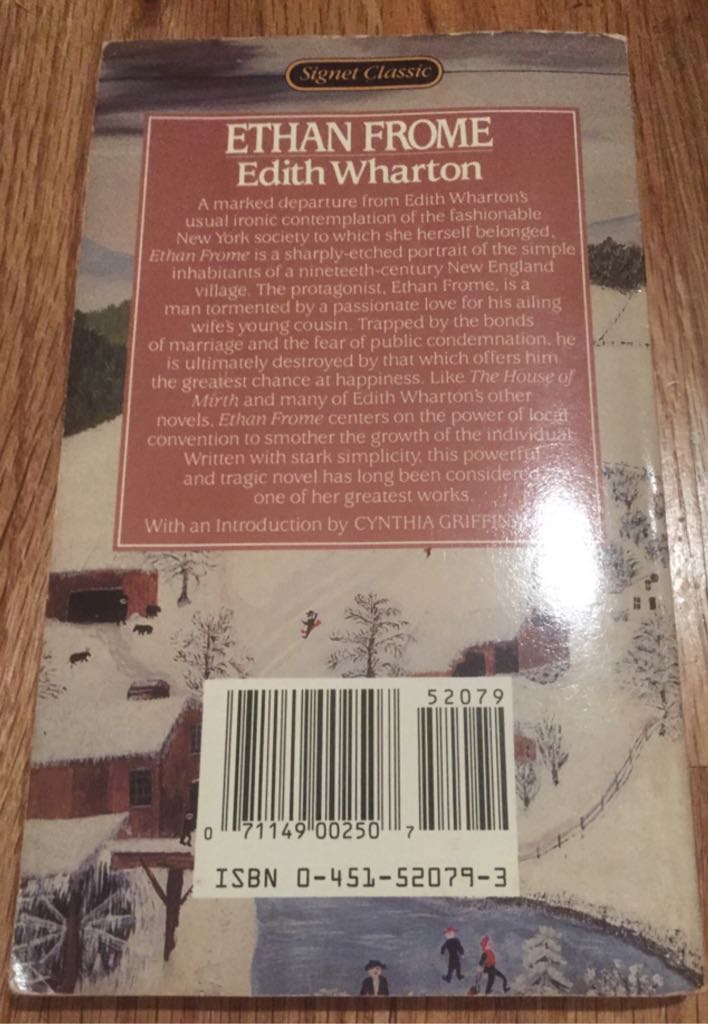 Signet Classic
ETHAN FROME
Edith Wharton
A marked departure from Edith Wharton's
usual ironic contemplation of the fashionable
New York society to which she herself belonged,
Ethan Frome is a sharply-etched portrait of the simple
inhabitants of a nineteeth-century New England
village. The protagonist, Ethan Frome, is a
man tormented by a passionate love for his ailing
wife's young cousin. Trapped by the bonds
of marriage and the fear of public condemnation, he
is ultimately destroyed by that which offers him
the greatest chance at happiness. Like The House of
Mirth and many of Edith Wharton's other
novels, Ethan Frome centers on the power of local
convention to smother the growth of the individual.
Written with stark simplicity, this powerful
and tragic novel has long been considered
one of her greatest works.
With an Introduction by CYNTHIA GRIFFIN
52079
0 71149 00250 7
ISBN 0-451-52079-3